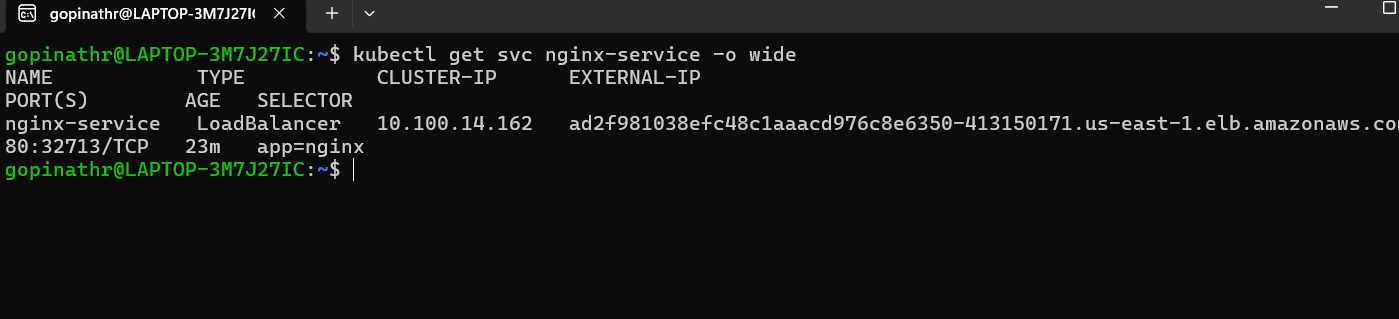 gopinathr@LAPTOP-3M7J27I
gopinathr@LAPTOP-3M7J27IC:~$ kubectl get svc nginx-service -o wide
NAME TYPE CLUSTER-IP EXTERNAL-IP
PORT(S) AGE SELECTOR
nginx-service LoadBalancer 10.100.14.162 ad2f981038efc48c1aaacd976c8e6350-413150171.us-east-1.elb.amazonaws.co
80:32713/TCP 23m app=nginx
gopinathr@LAPTOP-3M7J27IC:~$